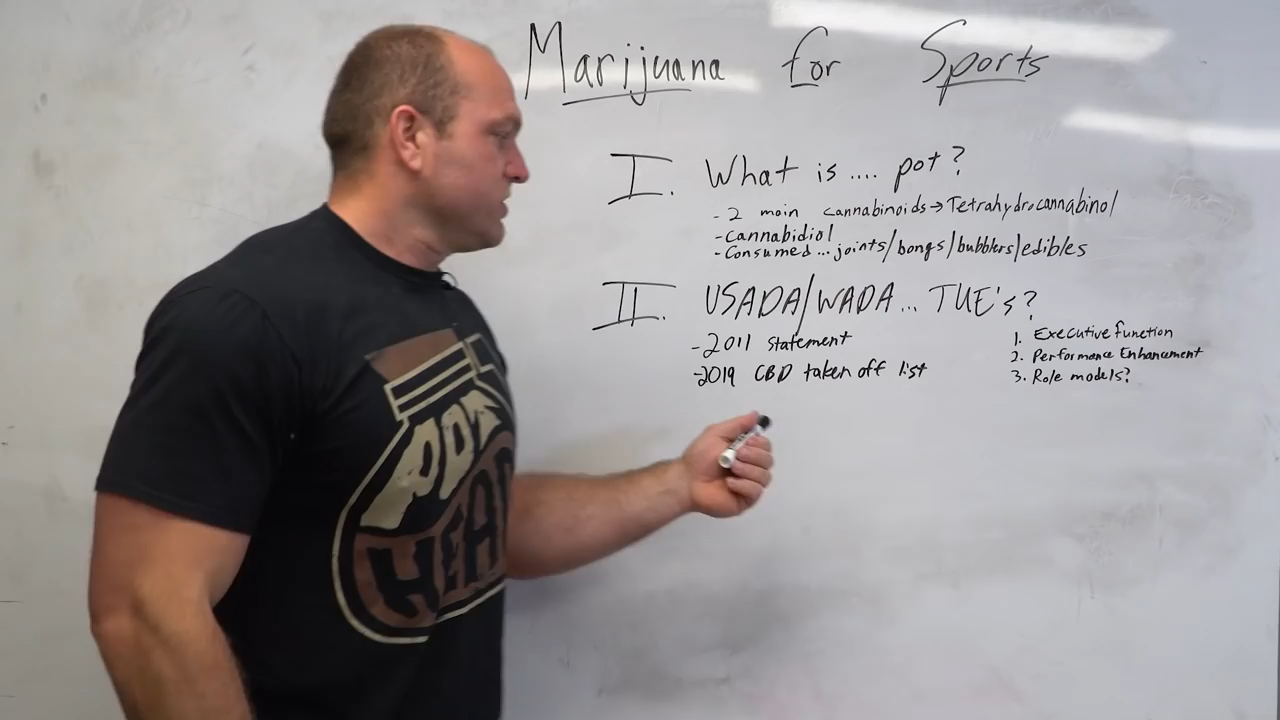 Marijuana for Sports
I. What is .... pot?
- 2 main cannabinoids → Tetrahydrocannabinol
- Cannabidiol
- Consumed... joints/bongs/bubblers/edibles
II. USADA/WADA... TUE's?
- 2011 statement
- 2019 CBD taken off list
1. Executive function
2. Performance Enhancement
3. Role models?
POT
HEAD